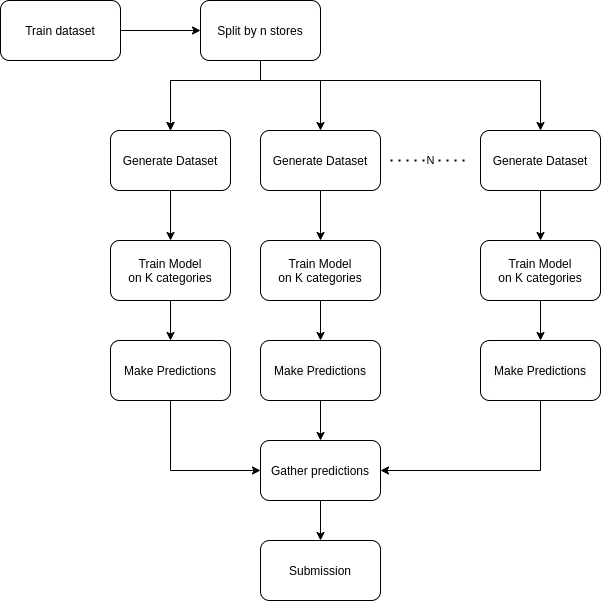 Train dataset
Split by n stores
Generate Dataset
Generate Dataset
· · · · · N · · · · ·
Generate Dataset
Train Model
on K categories
Train Model
on K categories
Train Model
on K categories
Make Predictions
Make Predictions
Make Predictions
Gather predictions
Submission